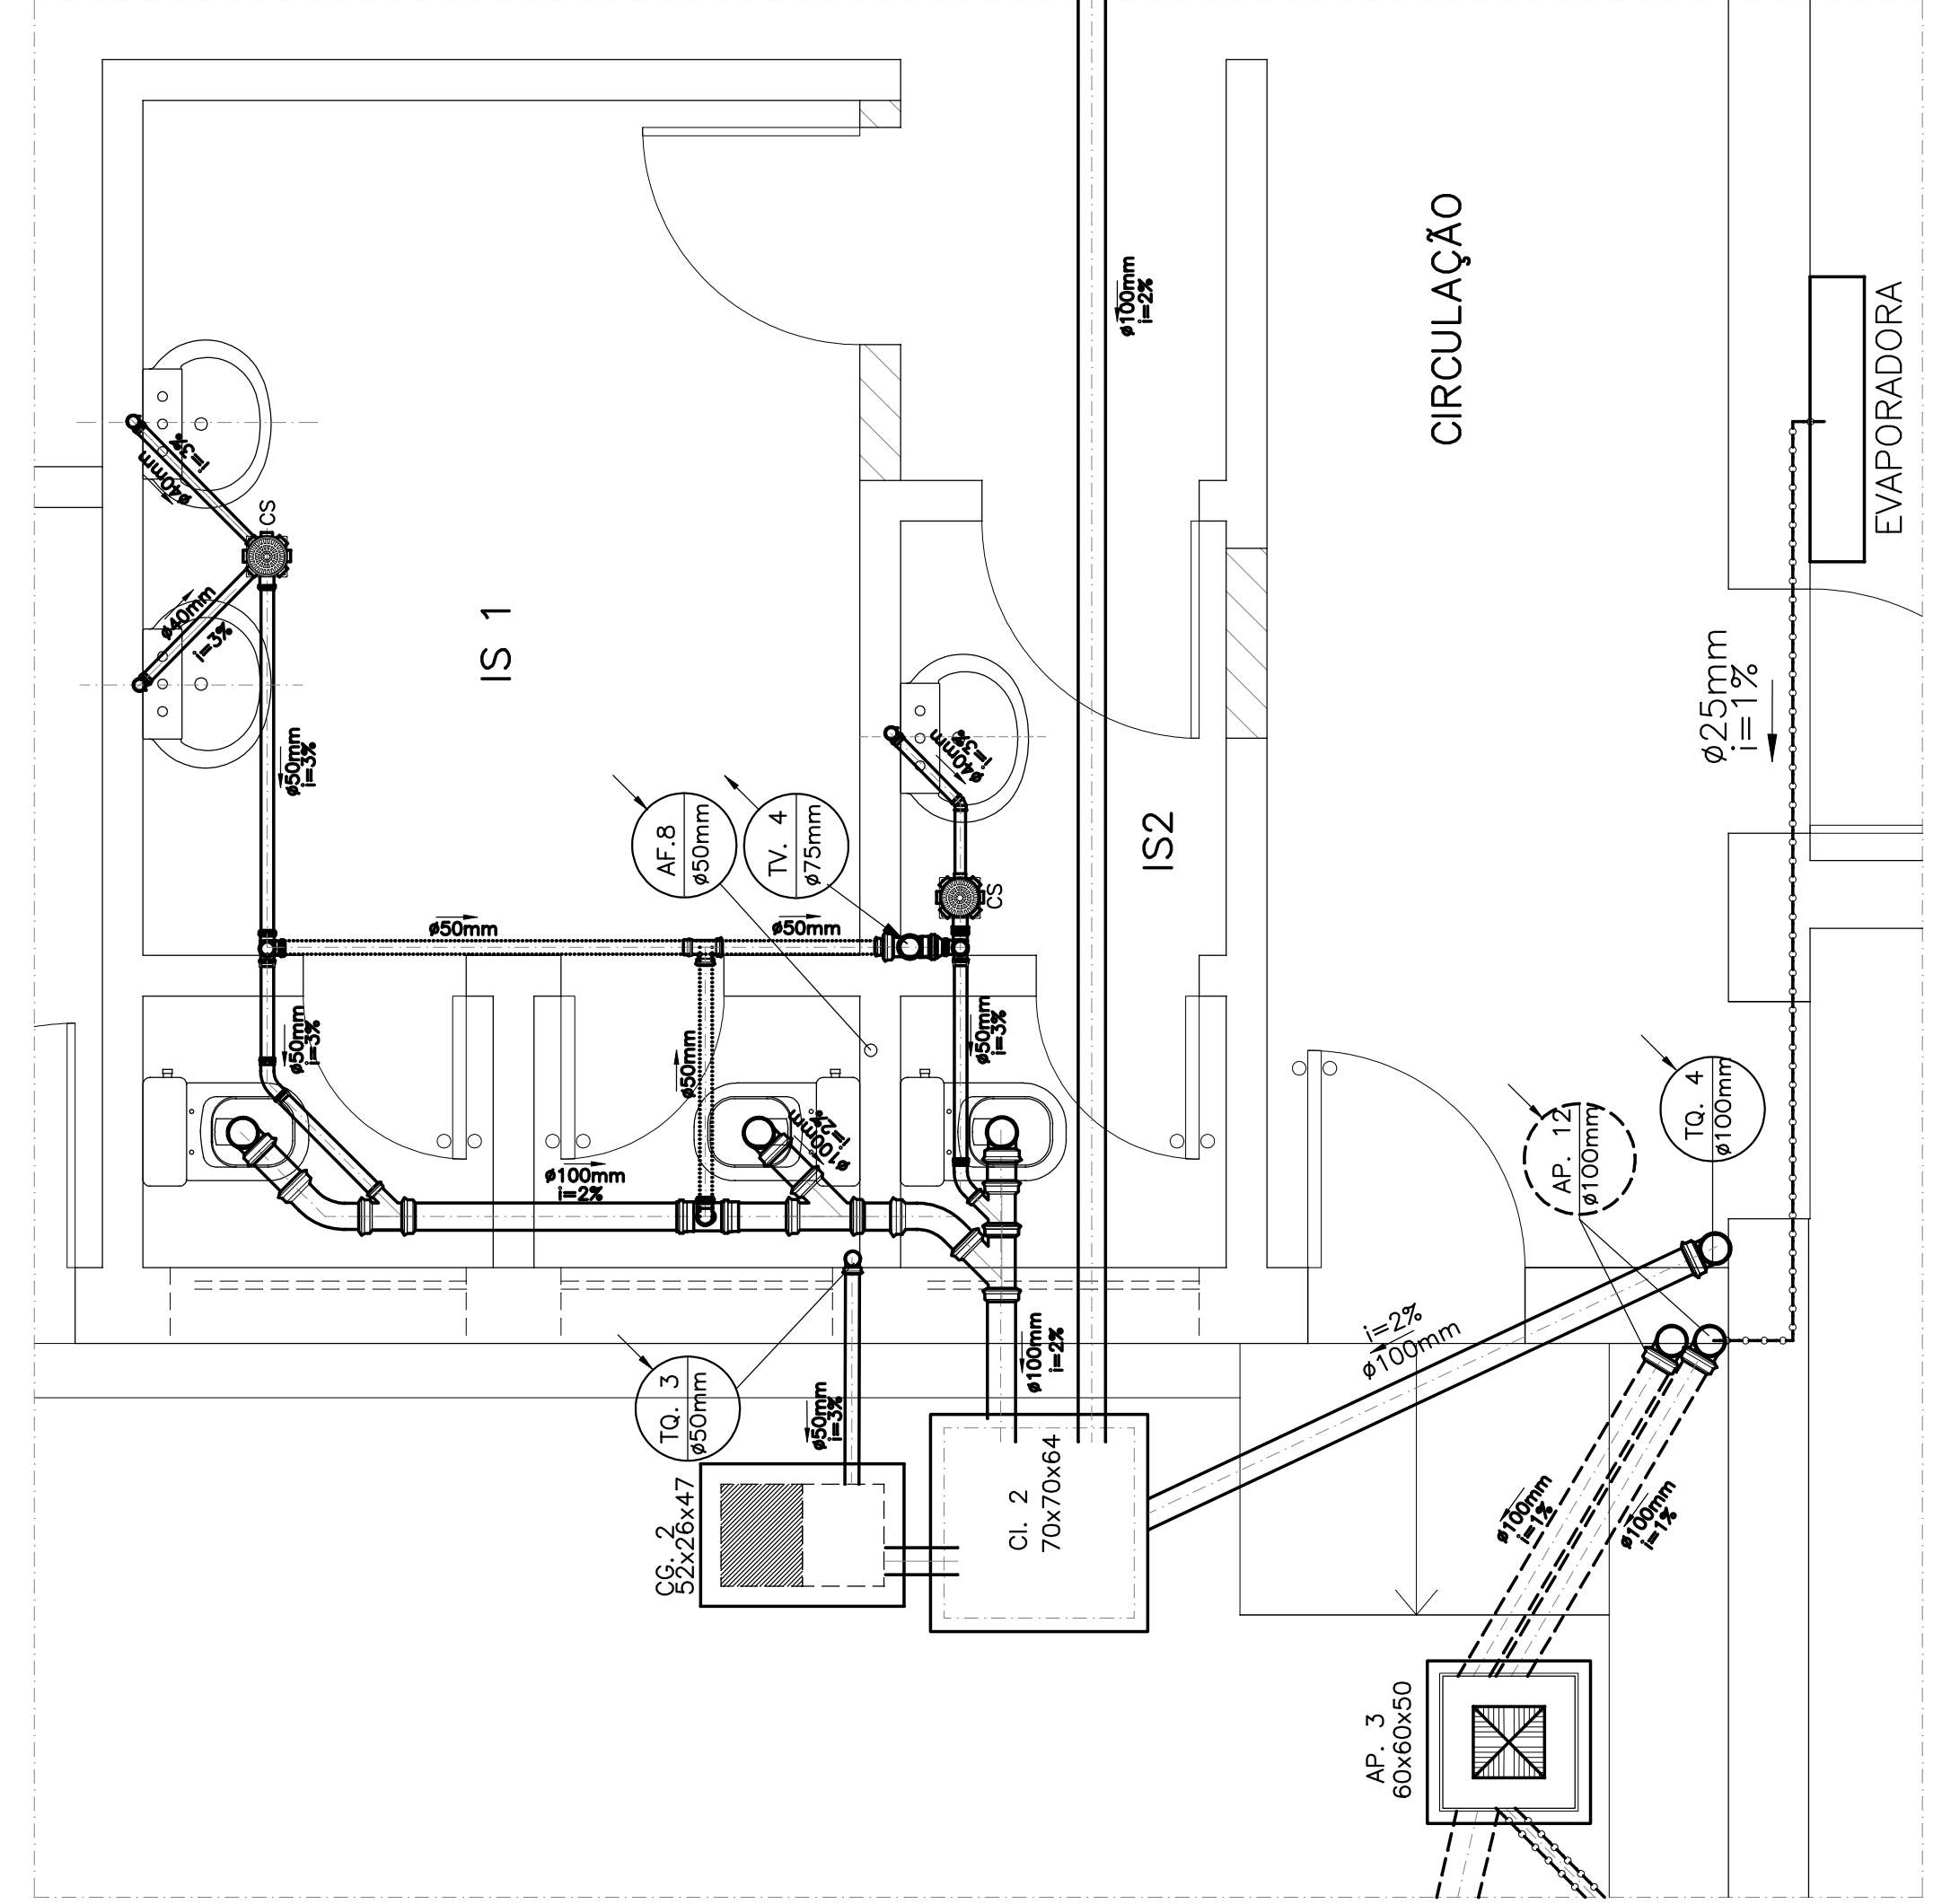 CIRCULAÇÃO
EVAPORADORA
ø100mm
i=2%
i=3%
ø40mm
CS
ø40mm
i=3%
IS 1
ø50mm
i=3%
ø25mm
i=1%
i=3%
ø40mm
IS2
AF.8
ø50mm
TV. 4
ø75mm
CS
ø50mm
ø50mm
ø50mm
i=3%
ø50mm
ø50mm
i=3%
ø100mm
i=2%
ø100mm
i=2%
AP. 12
ø100mm
TQ. 4
ø100mm
TQ. 3
ø50mm
ø50mm
i=3%
ø100mm
i=2%
i=2%
ø100mm
CG. 2
52x26x47
CI. 2
70x70x64
ø100mm
i=1%
ø100mm
i=1%
AP. 3
60x60x50